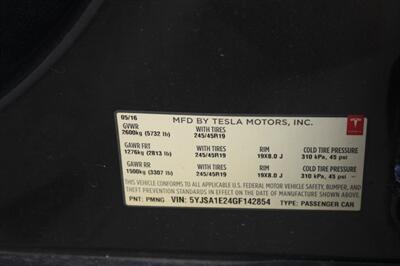 05/16 MFD BY TESLA MOTORS, INC.
GVWR WITH TIRES
2600kg (5732 lb) 245/45R19
GAWR FRT WITH TIRES RIM COLD TIRE PRESSURE
1276kg (2813 lb) 245/45R19 19X8.0 J 310 kPa, 45 psi
GAWR RR WITH TIRES RIM COLD TIRE PRESSURE
1500kg (3307 lb) 245/45R19 19X8.0 J 310 kPa, 45 psi
THIS VEHICLE CONFORMS TO ALL APPLICABLE U.S. FEDERAL MOTOR VEHICLE SAFETY, BUMPER, AND
THEFT PREVENTION STANDARDS IN EFFECT ON THE DATE OF MANUFACTURE SHOWN ABOVE.
PNT: PMNG VIN: 5YJSA1E24GF142854 TYPE: PASSENGER CAR